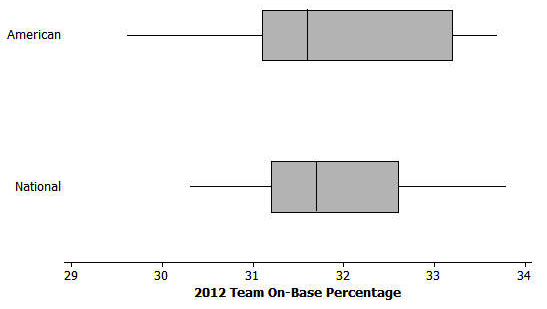 American
National
29 30 31 32 33 34
2012 Team On-Base Percentage